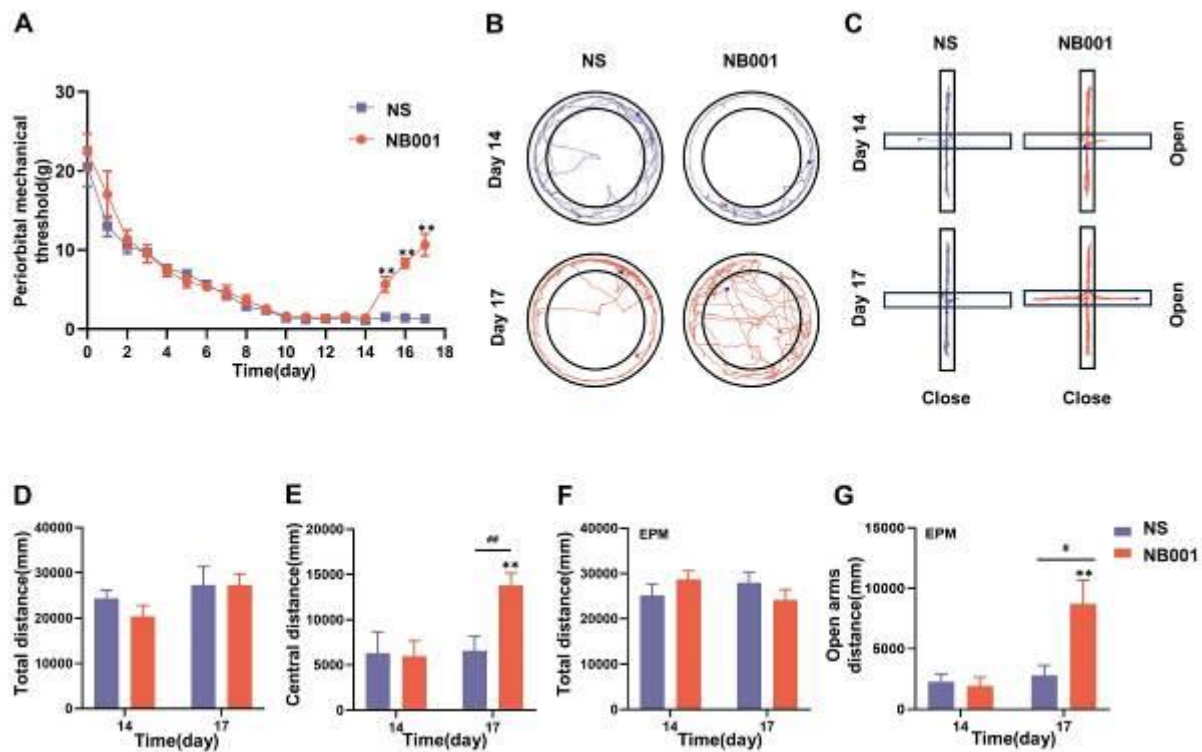 A
Periorbital mechanical
threshold(g)
30
20
10
0
0
2
4
6
8
10
12
14
16
18
Time(day)
NS
NB001
**
**
**
B
NS
NB001
Day 14
Day 17
C
NS
NB001
Day 14
Open
Day 17
Open
Close
Close
D
Total distance(mm)
40000
30000
20000
10000
0
14
17
Time(day)
E
Central distance(mm)
20000
15000
10000
5000
0
##
**
14
17
Time(day)
F
EPM
Total distance(mm)
40000
30000
20000
10000
0
14
17
Time(day)
G
EPM
Open arms
distance(mm)
15000
10000
5000
0
#
**
14
17
Time(day)
NS
NB001